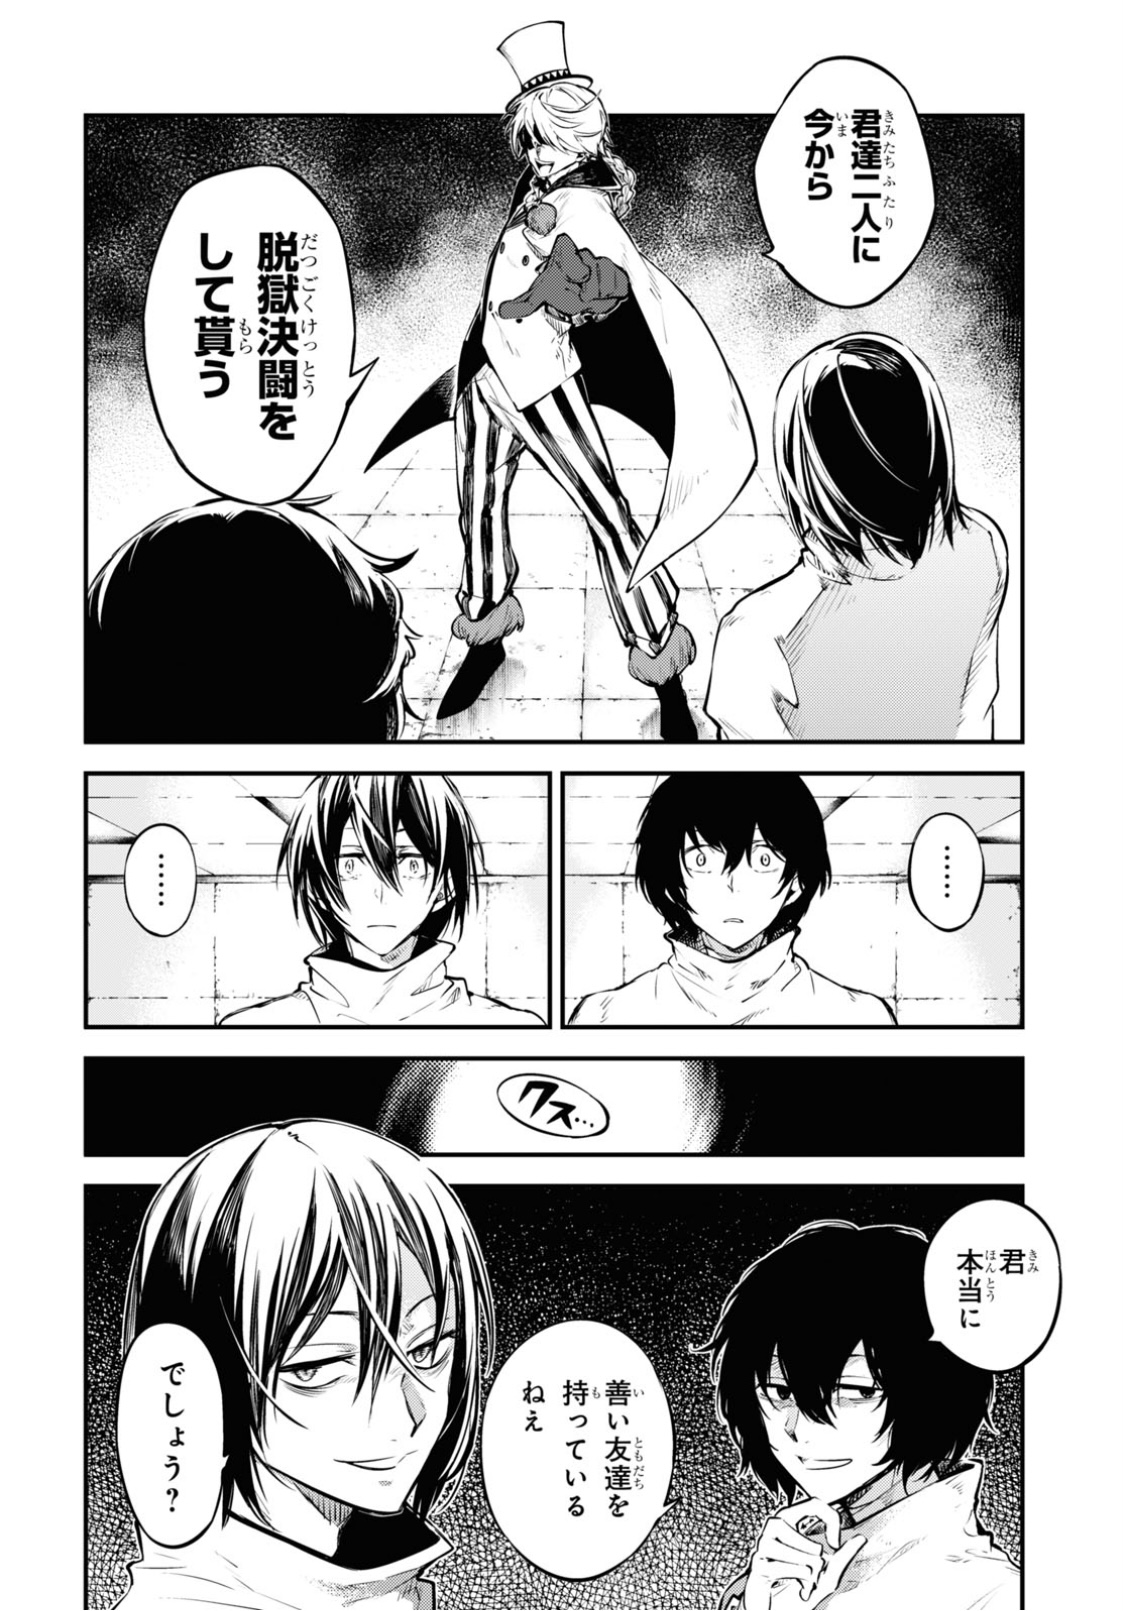 君達二人に
今から
脱獄決闘を
して貰う
……
……
クス…
君
本当に
善い友達を
持っている
ねえ
でしょう?